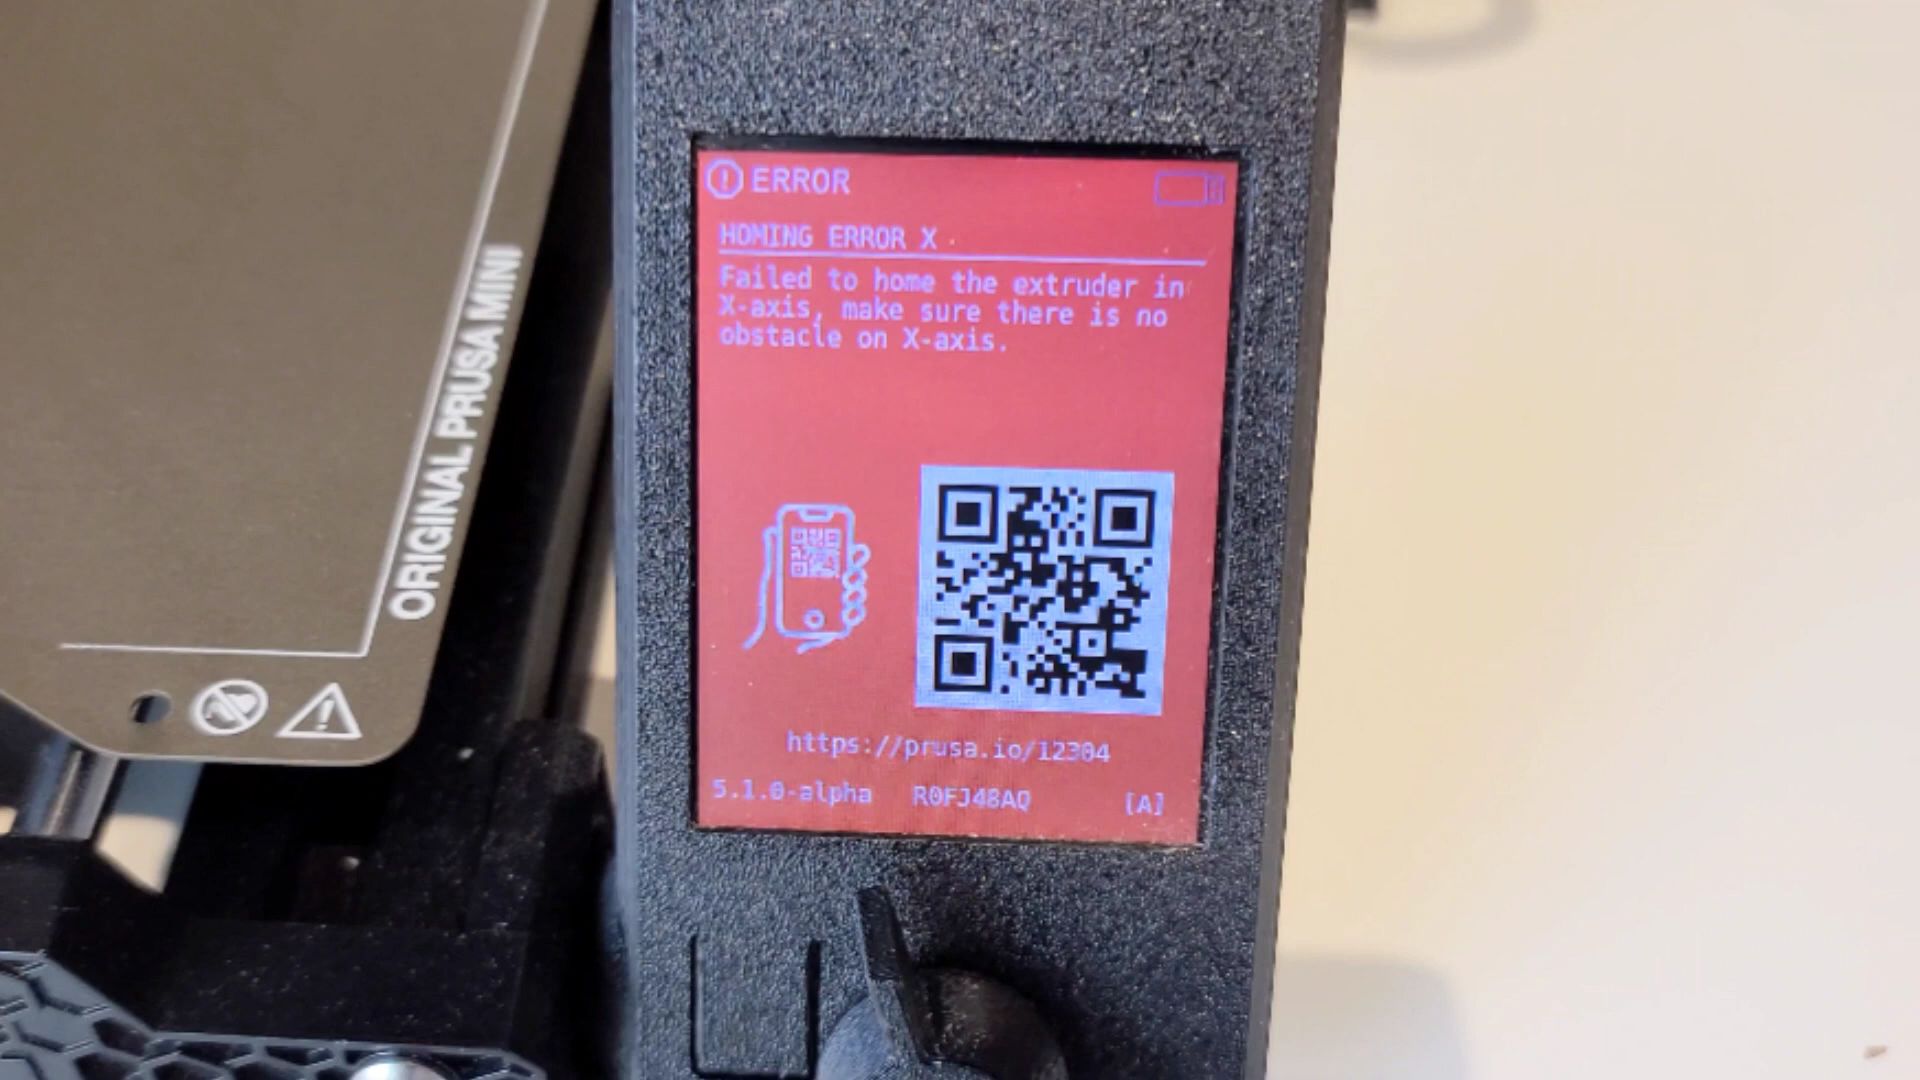 ERROR
HOMING ERROR X
Failed to home the extruder in
X-axis, make sure there is no
obstacle on X-axis.
https://prusa.io/12304
5.1.0-alpha R0FJ48AQ [A]
ORIGINAL PRUSA MINI